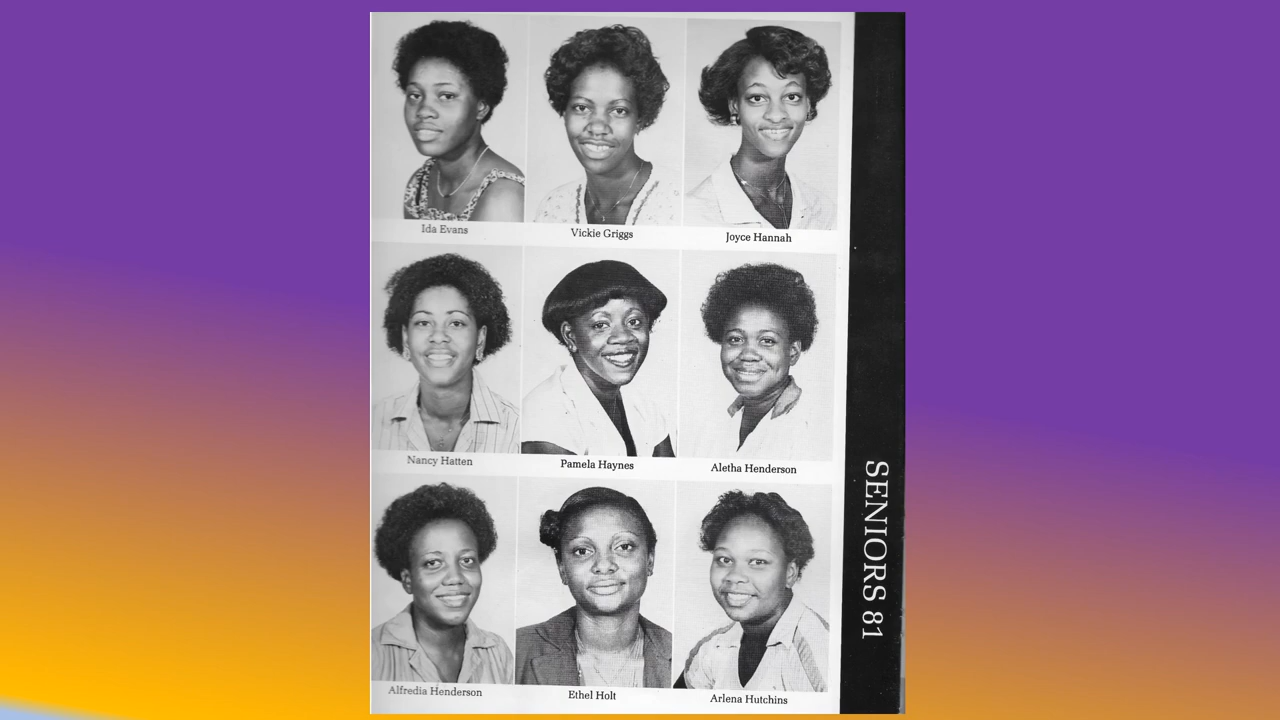 Ida Evans
Vickie Griggs
Joyce Hannah
Nancy Hatten
Pamela Haynes
Aletha Henderson
Alfredia Henderson
Ethel Holt
Arlena Hutchins
SENIORS 81